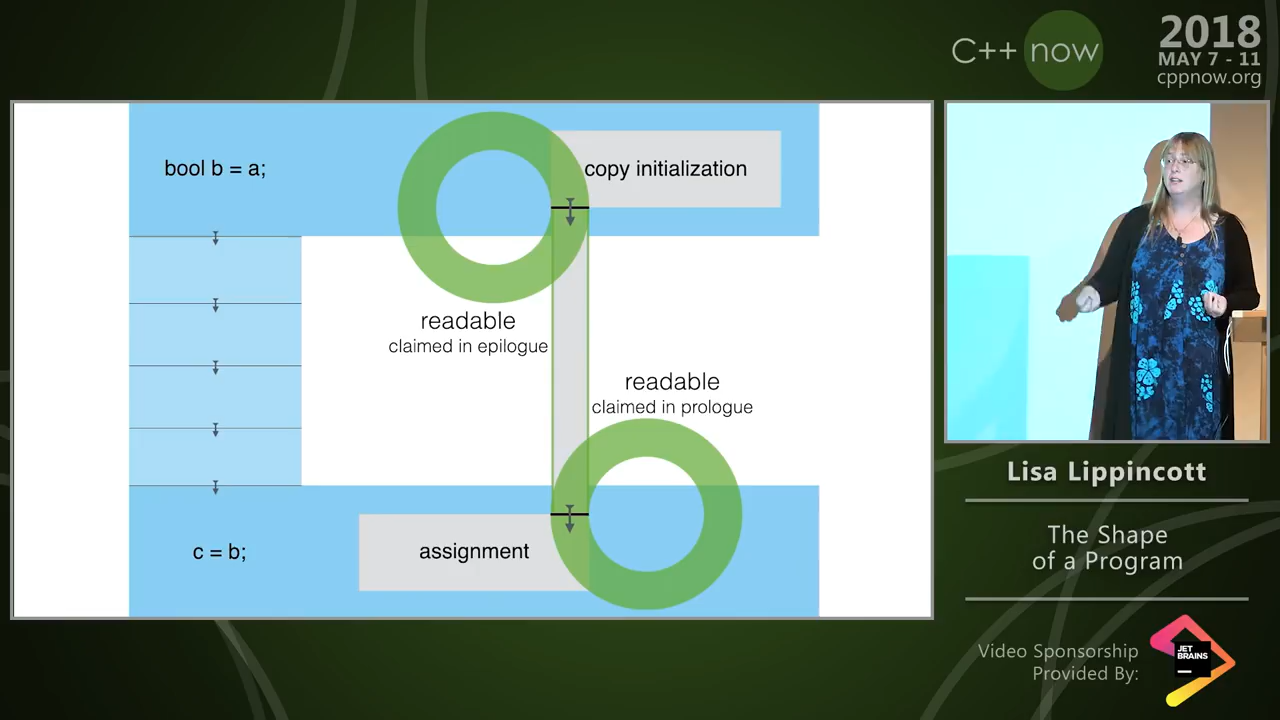 C++ now
2018
MAY 7 - 11
cppnow.org
bool b = a;
copy initialization
readable
claimed in epilogue
readable
claimed in prologue
c = b;
assignment
Lisa Lippincott
The Shape
of a Program
Video Sponsorship
Provided By:
JET
BRAINS